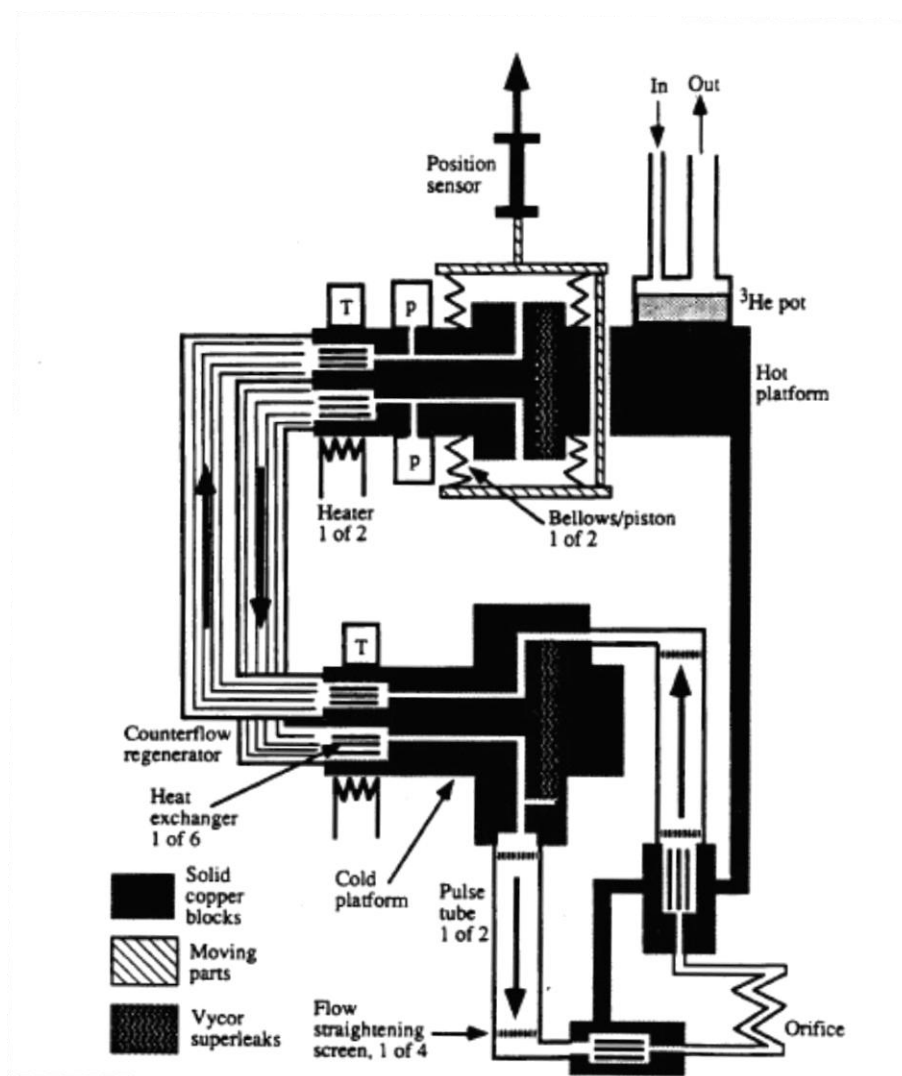 In Out
Position
sensor
T
P
³He pot
Hot
platform
P
Heater
1 of 2
Bellows/piston
1 of 2
T
Counterflow
regenerator
Heat
exchanger
1 of 6
Cold
platform
Pulse
tube
1 of 2
Solid
copper
blocks
Moving
parts
Vycor
superleaks
Flow
straightening
screen, 1 of 4
Orifice